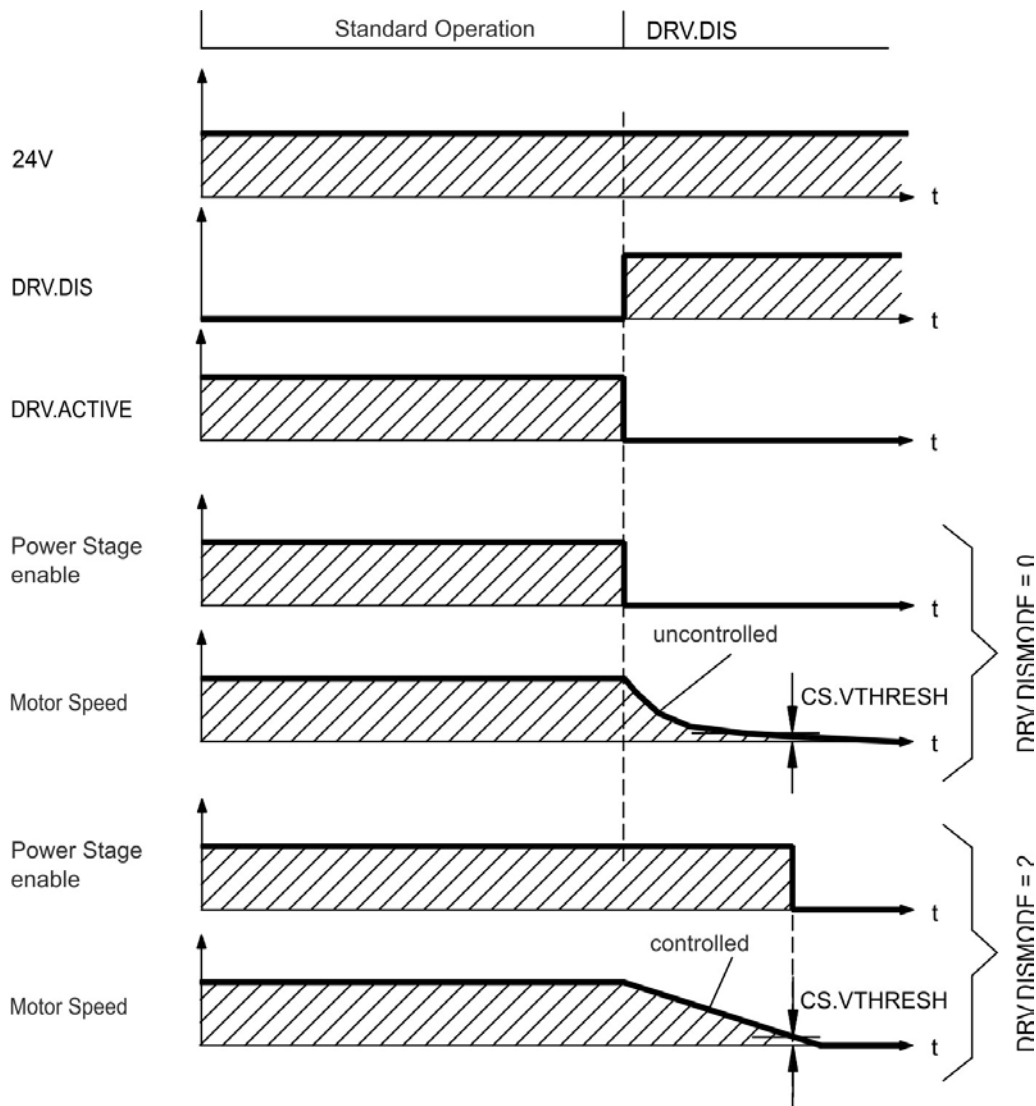 Standard Operation
DRV.DIS
24V
t
DRV.DIS
t
DRV.ACTIVE
t
Power Stage
enable
t
uncontrolled
Motor Speed
CS.VTHRESH
t
DRV.DISMODE = 0
Power Stage
enable
t
controlled
Motor Speed
CS.VTHRESH
t
DRV.DISMODE = 2